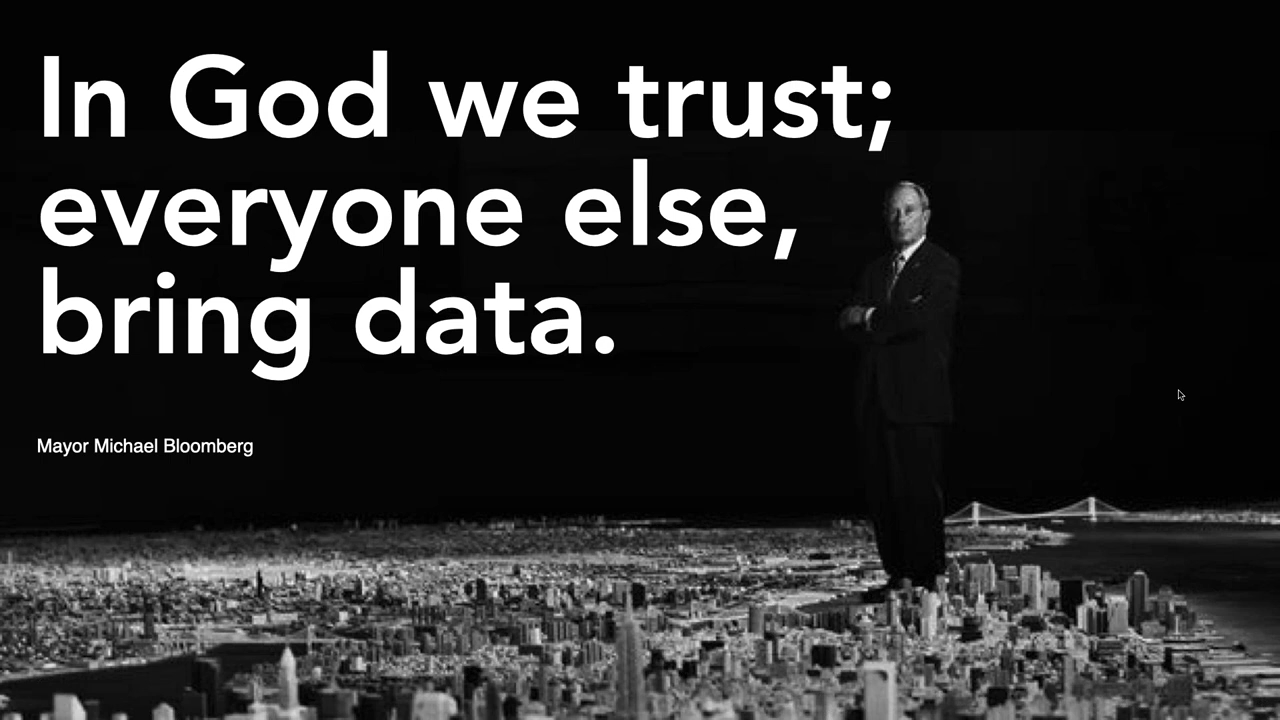 In God we trust;
everyone else,
bring data.
Mayor Michael Bloomberg